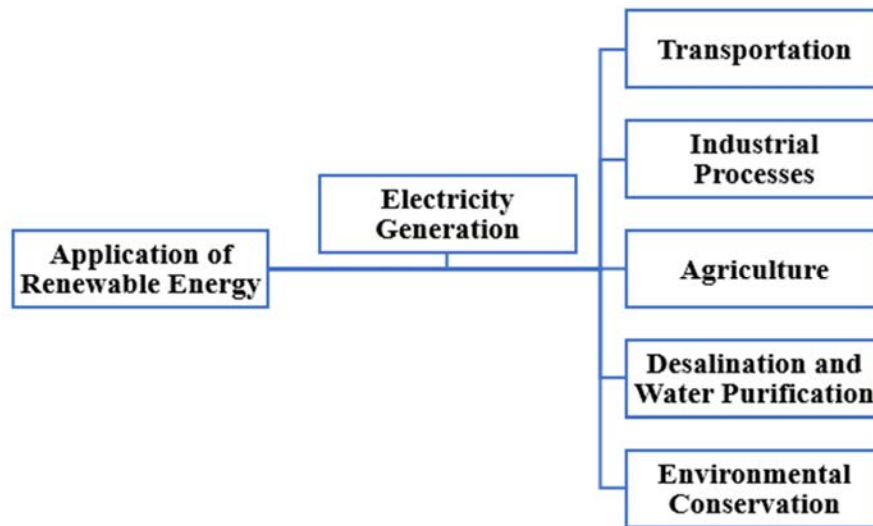 Application of
Renewable Energy
Electricity
Generation
Transportation
Industrial
Processes
Agriculture
Desalination and
Water Purification
Environmental
Conservation